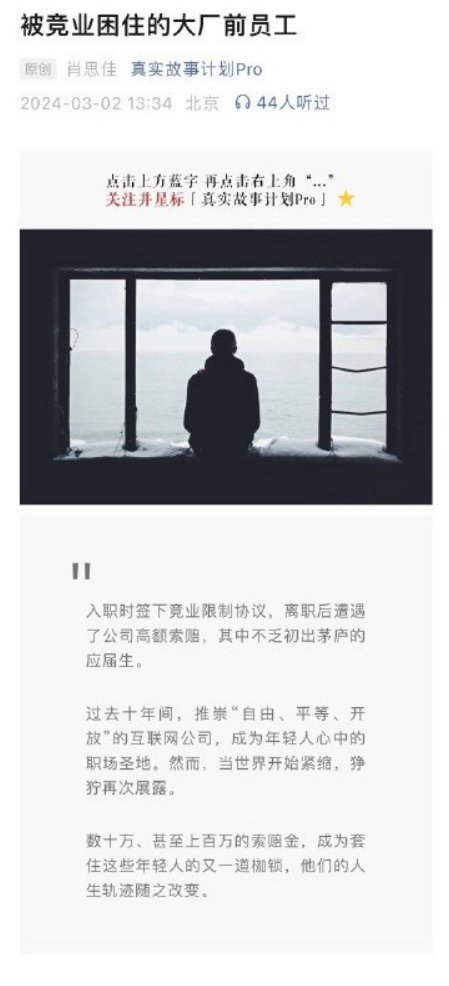 被竞业困住的大厂前员工
原创 肖思佳 真实故事计划Pro
2024-03-02 13:34 北京 44人听过
点击上方蓝字 再点击右上角“...”
关注并星标「真实故事计划Pro」
"
入职时签下竞业限制协议，离职后遭遇
了公司高额索赔，其中不乏初出茅庐的
应届生。
过去十年间，推崇“自由、平等、开
放”的互联网公司，成为年轻人心中的
职场圣地。然而，当世界开始紧缩，狰
狞再次展露。
数十万、甚至上百万的索赔金，成为套
住这些年轻人的又一道枷锁，他们的人
生轨迹随之改变。